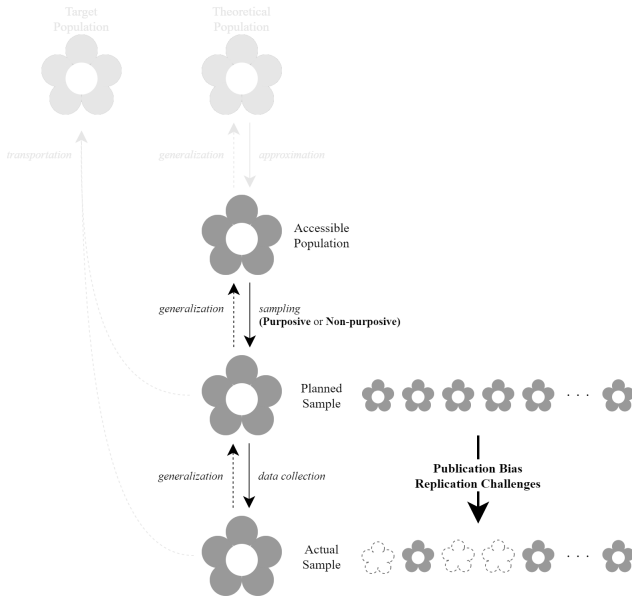 Target
Population
Theoretical
Population
transportation
generalization
approximation
Accessible
Population
generalization
sampling
(Purposive or Non-purposive)
Planned
Sample
. . .
generalization
data collection
Publication Bias
Replication Challenges
Actual
Sample
. . .